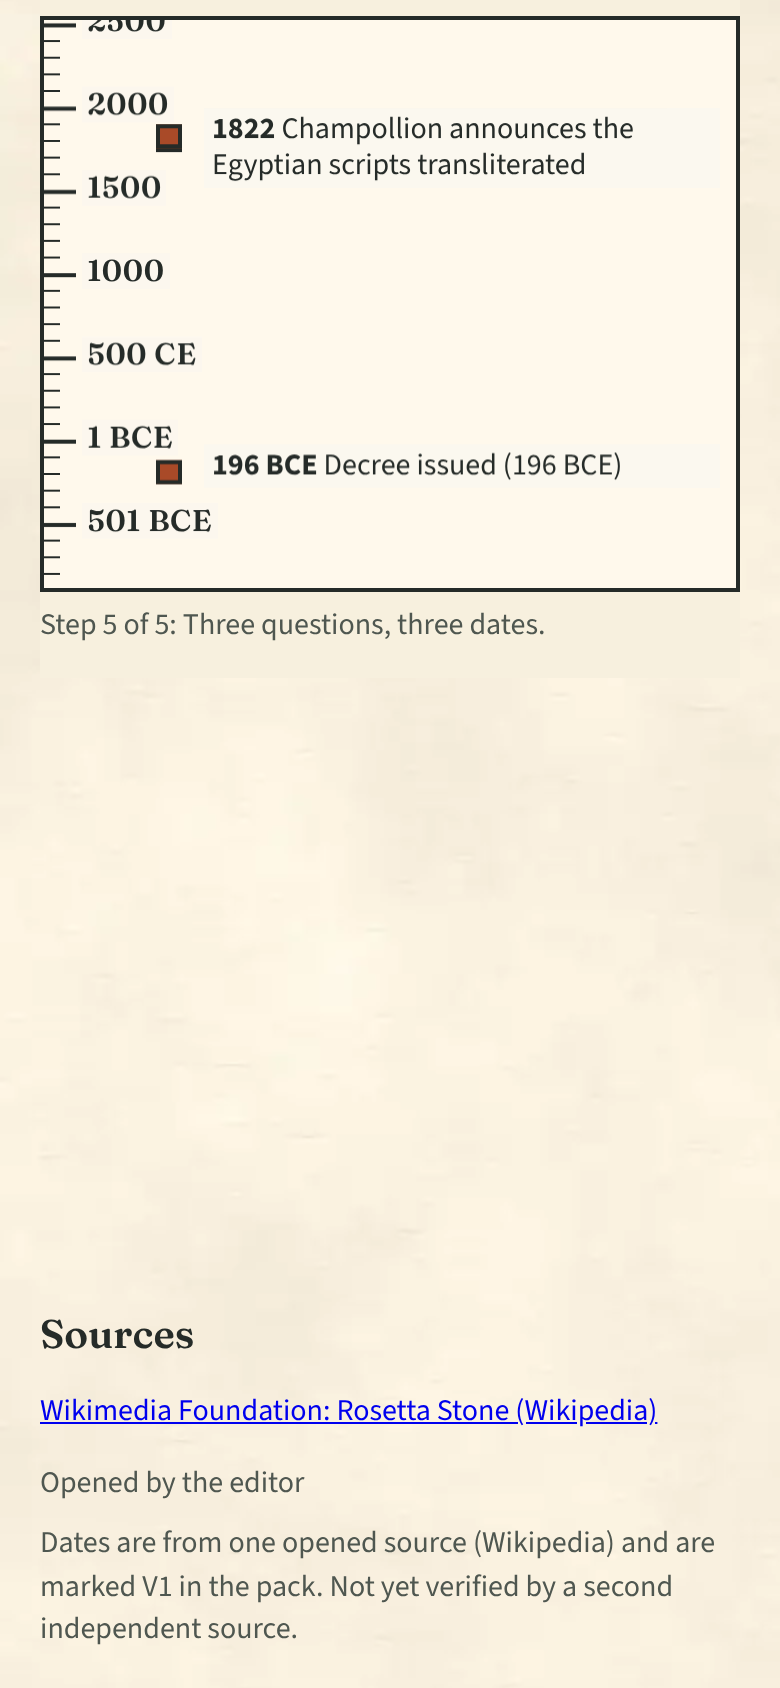 2500
2000
1822 Champollion announces the
Egyptian scripts transliterated
1500
1000
500 CE
1 BCE
196 BCE Decree issued (196 BCE)
501 BCE
Step 5 of 5: Three questions, three dates.
Sources
Wikimedia Foundation: Rosetta Stone (Wikipedia)
Opened by the editor
Dates are from one opened source (Wikipedia) and are
marked V1 in the pack. Not yet verified by a second
independent source.